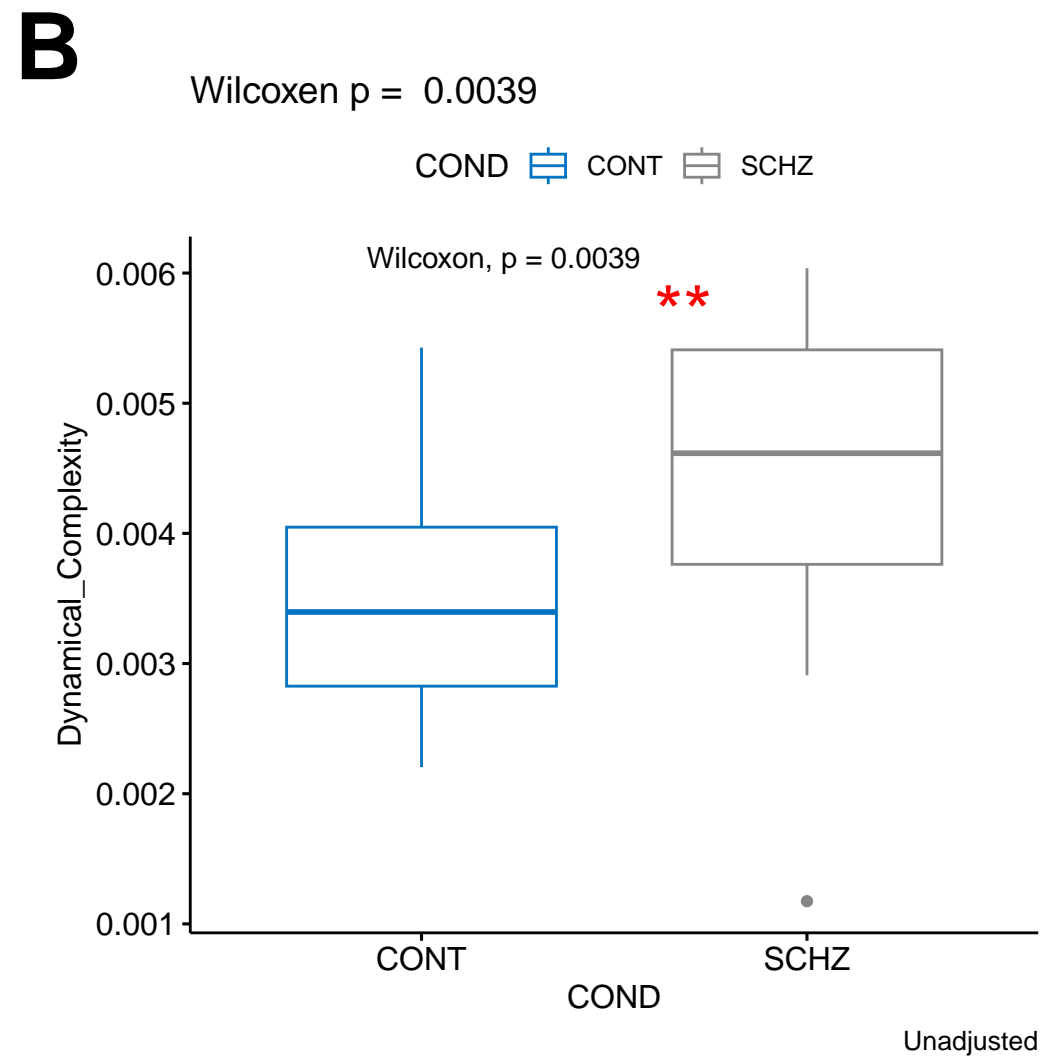 B
Wilcoxen p =  0.0039
COND CONT SCHZ
Wilcoxon, p = 0.0039
**
0.006
0.005
0.004
0.003
0.002
0.001
Dynamical_Complexity
CONT SCHZ
COND
Unadjusted